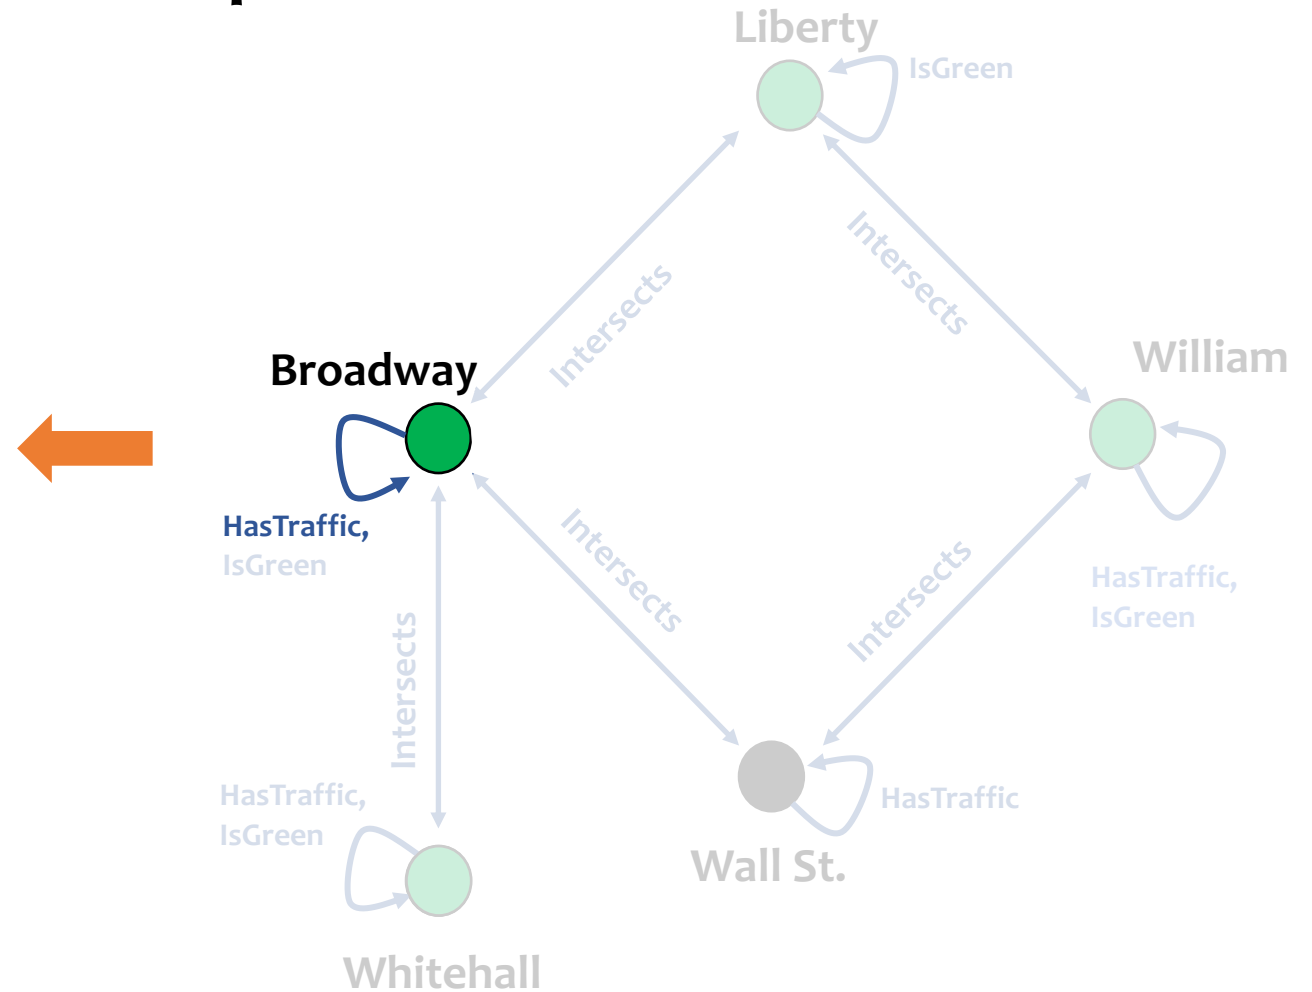 Liberty
IsGreen
Intersects
Intersects
William
Broadway
HasTraffic,
IsGreen
Intersects
Intersects
HasTraffic,
IsGreen
Intersects
HasTraffic,
IsGreen
HasTraffic
Wall St.
Whitehall